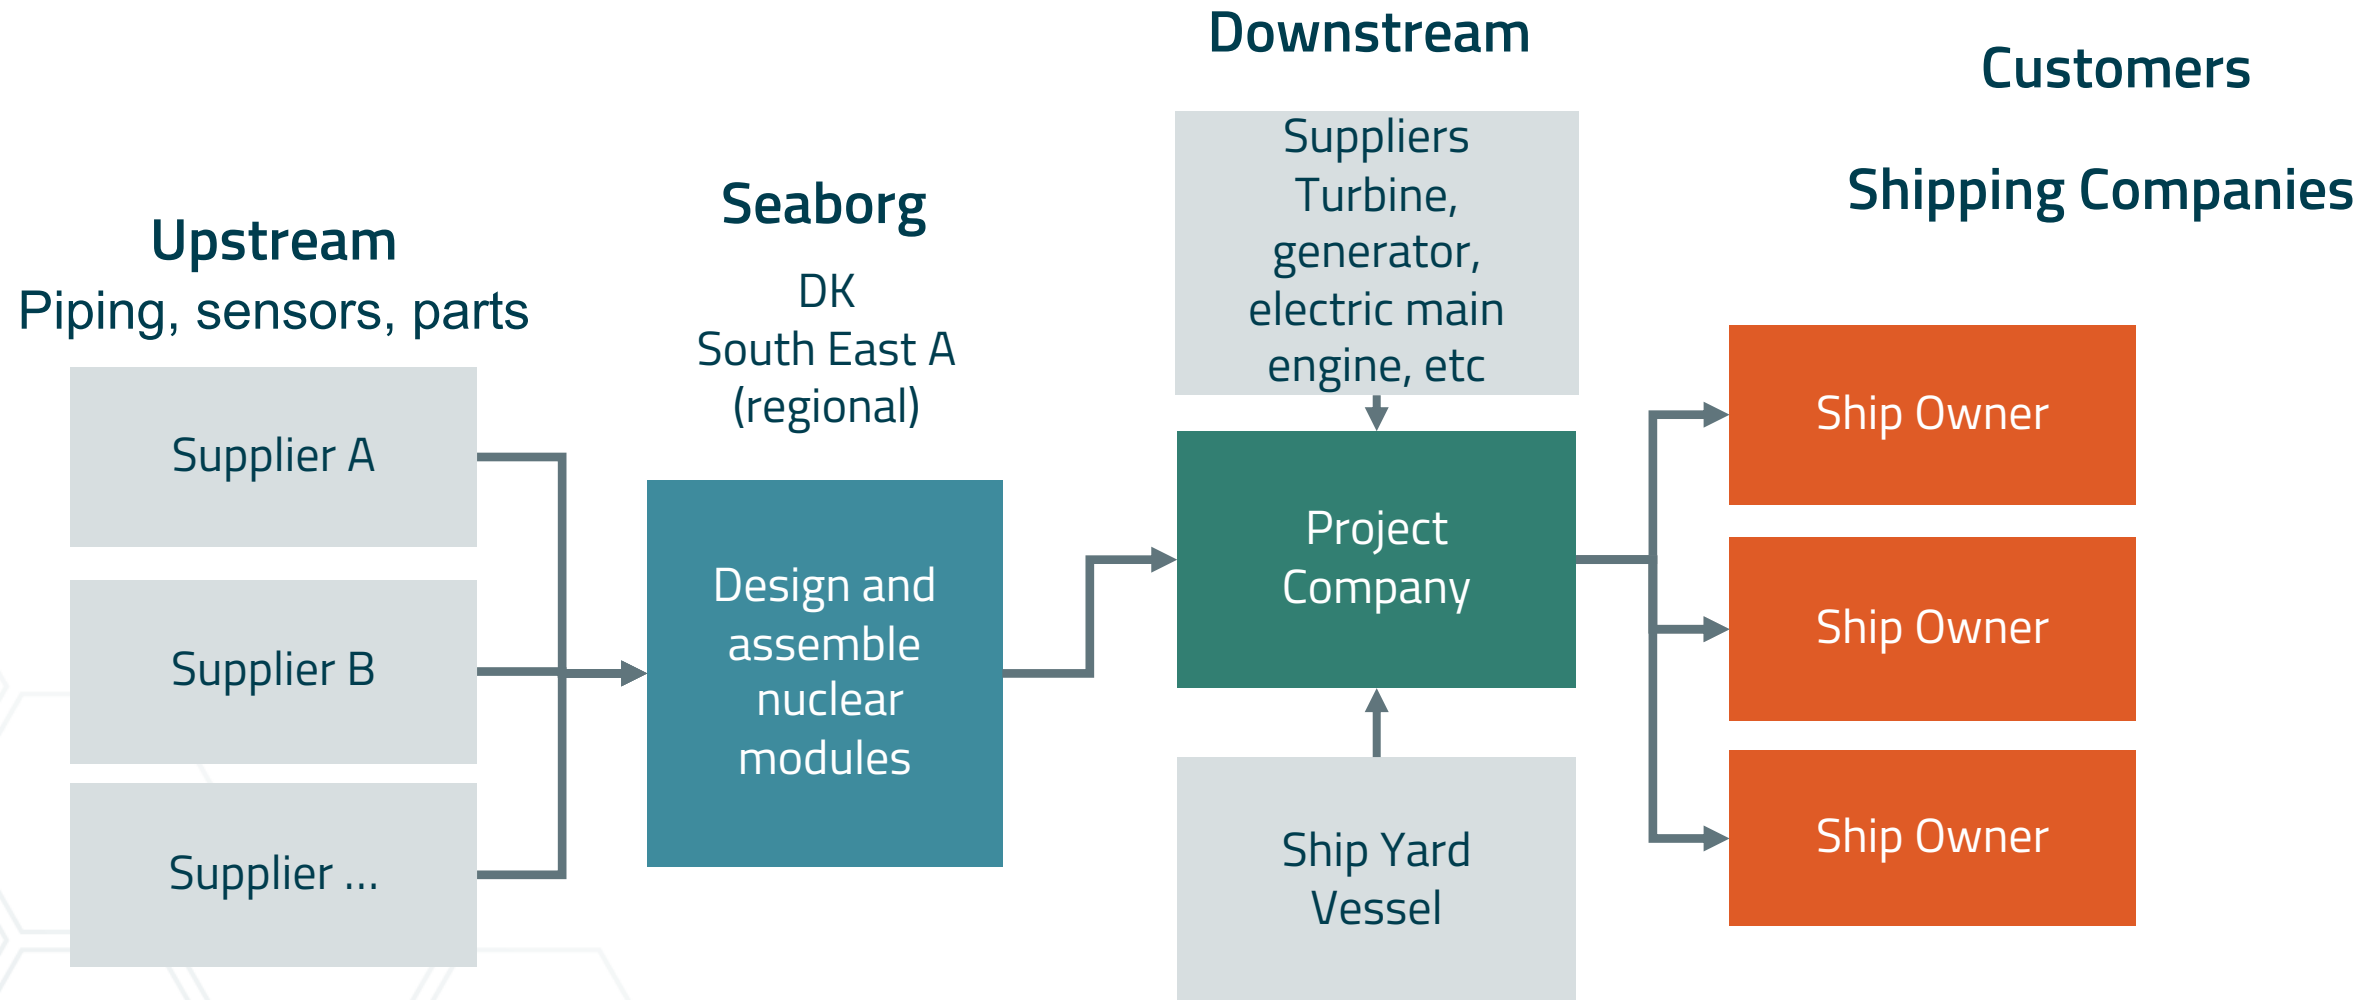 Upstream
Piping, sensors, parts
Supplier A
Supplier B
Supplier ...
Seaborg
DK
South East A
(regional)
Design and
assemble
nuclear
modules
Downstream
Suppliers
Turbine,
generator,
electric main
engine, etc
Project
Company
Ship Yard
Vessel
Customers
Shipping Companies
Ship Owner
Ship Owner
Ship Owner